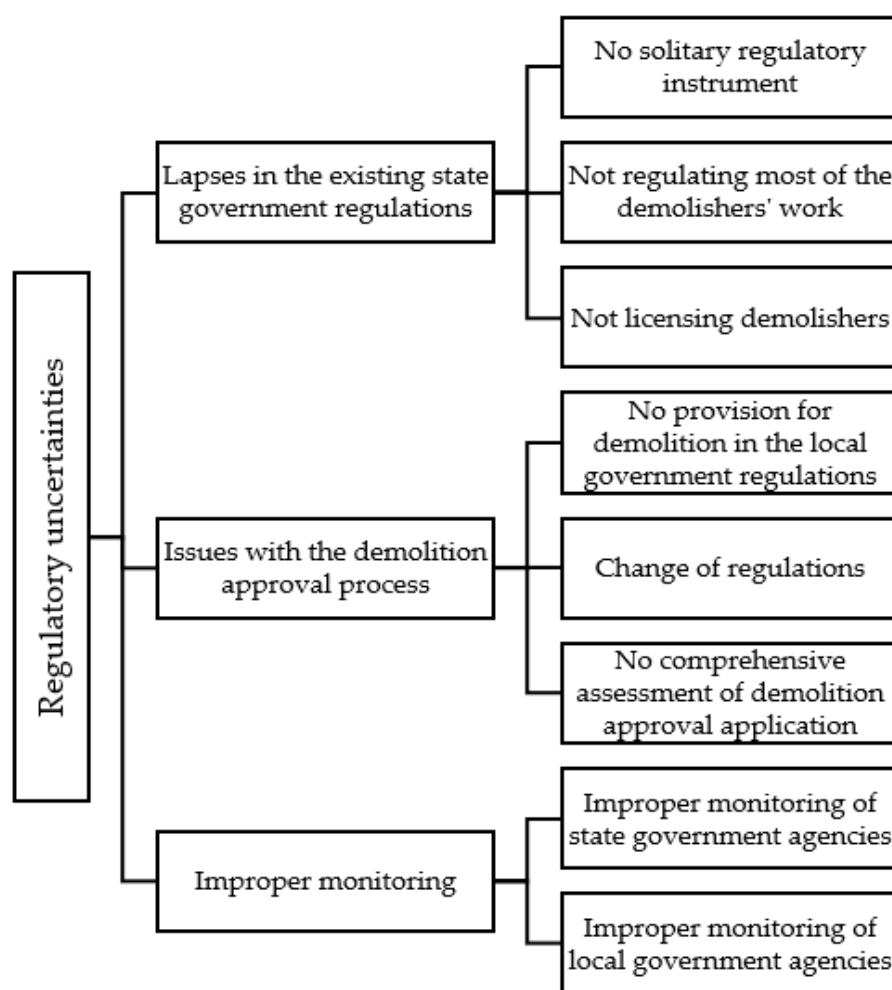 Regulatory uncertainties
Lapses in the existing state
government regulations
No solitary regulatory
instrument
Not regulating most of the
demolishers' work
Not licensing demolishers
Issues with the demolition
approval process
No provision for
demolition in the local
government regulations
Change of regulations
No comprehensive
assessment of demolition
approval application
Improper monitoring
Improper monitoring of
state government agencies
Improper monitoring of
local government agencies